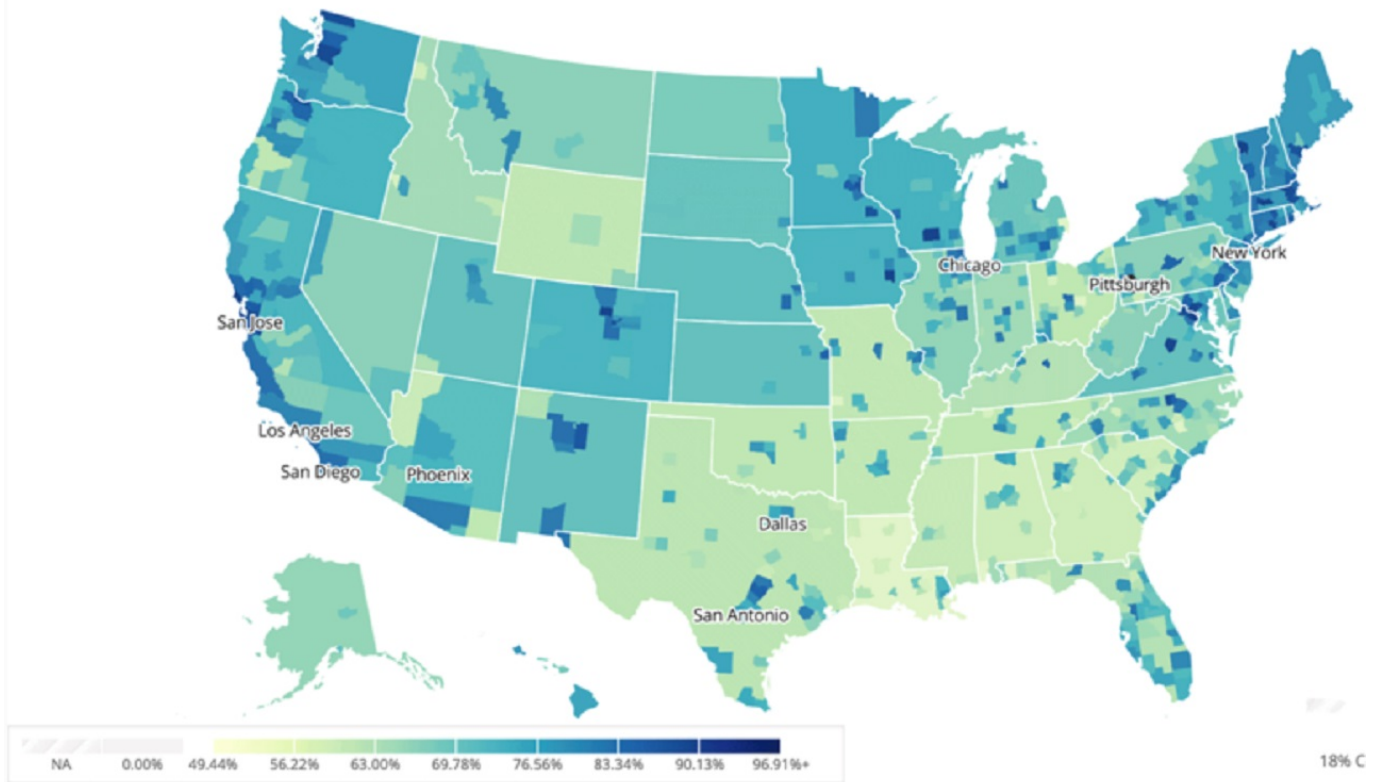 New York
Chicago
Pittsburgh
San Jose
Los Angeles
San Diego
Phoenix
Dallas
San Antonio
NA 0.00% 49.44% 56.22% 63.00% 69.78% 76.56% 83.34% 90.13% 96.91%+
18% C